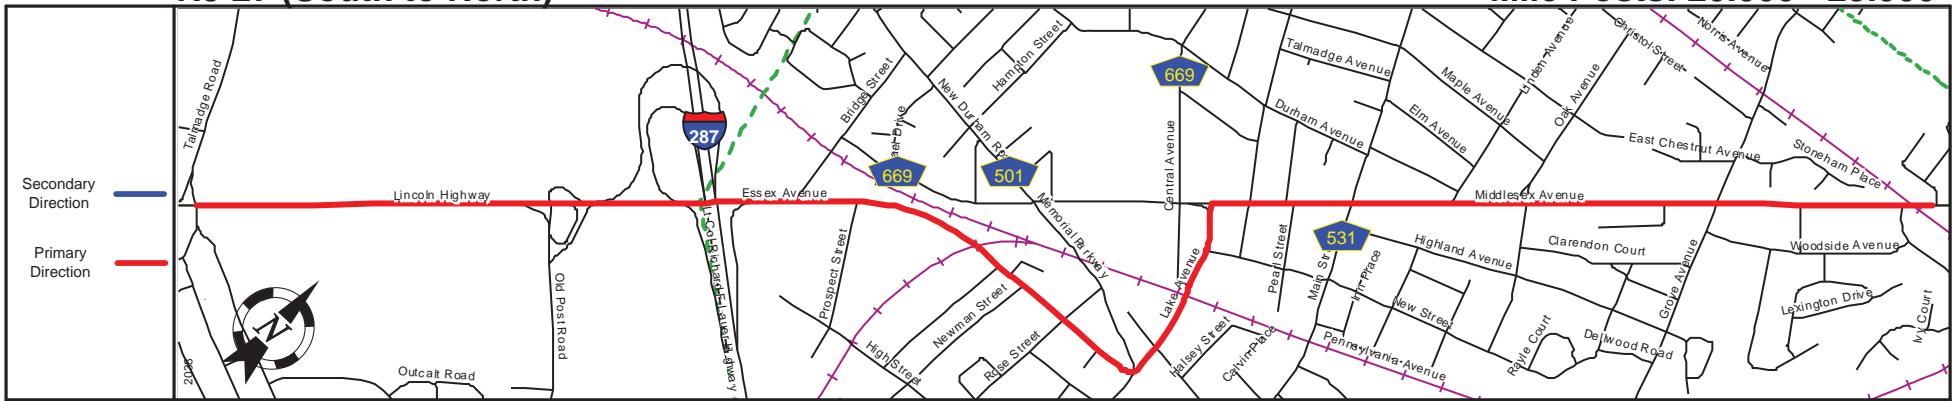 Secondary
Direction
Primary
Direction
Talmadge Road
Lincoln Highway
287
Essex Avenue
Bridge Street
669
501
New Durham
Hampton Street
Memorial Parkway
669
Central Avenue
Talmadge Avenue
Durham Avenue
Maple Avenue
Elm Avenue
Linden Avenue
Oak Avenue
Christol Street
Norris Avenue
East Chestnut Avenue
Stoneham Place
Middlesex Avenue
531
Highland Avenue
Clarendon Court
Woodside Avenue
Lexington Drive
Ivy Court
Grove Avenue
Dellwood Road
Rayle Court
New Street
Pennsylvania Avenue
Inn Place
Main
Pearl Street
Lake Avenue
Halsey Street
Calvin Place
Rose Street
Newman Street
High Street
Prospect Street
Old Post Road
Outcalt Road
N